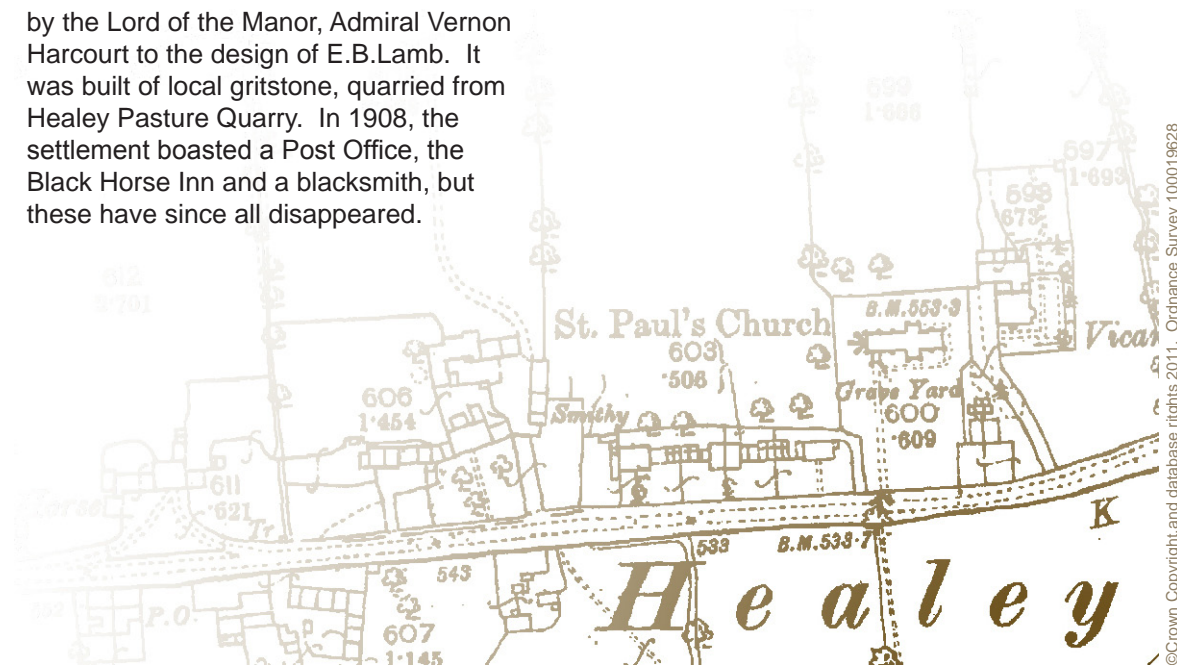 by the Lord of the Manor, Admiral Vernon
Harcourt to the design of E.B.Lamb. It
was built of local gritstone, quarried from
Healey Pasture Quarry. In 1908, the
settlement boasted a Post Office, the
Black Horse Inn and a blacksmith, but
these have since all disappeared.
599
1·666
597
1·693
598
·673
612
St. Paul's Church
B.M.553·3
603
·506
606
1·454
Smithy
Grave Yard
600
·609
611
·621
Horse
Tr.
K
533
B.M.533·7
543
552
P.O.
607
1·145
Healey
©Crown Copyright and database rights 2011. Ordnance Survey 100019628